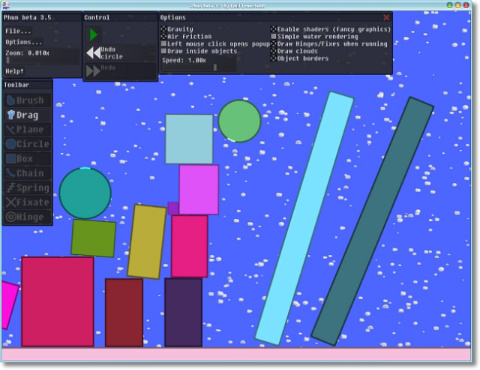 Phun beta 3.5
File...
Options...
Zoom: 0.010x
Help!
Control
Undo
circle
Redo
Options
Gravity
Air friction
Left mouse click opens popup
Draw inside objects
Speed: 1.00x
Enable shaders (fancy graphics)
Simple water rendering
Draw Hinges/Fixes when running
Draw clouds
Object borders
Toolbar
Brush
Drag
Plane
Circle
Box
Chain
Spring
Fixate
Hinge